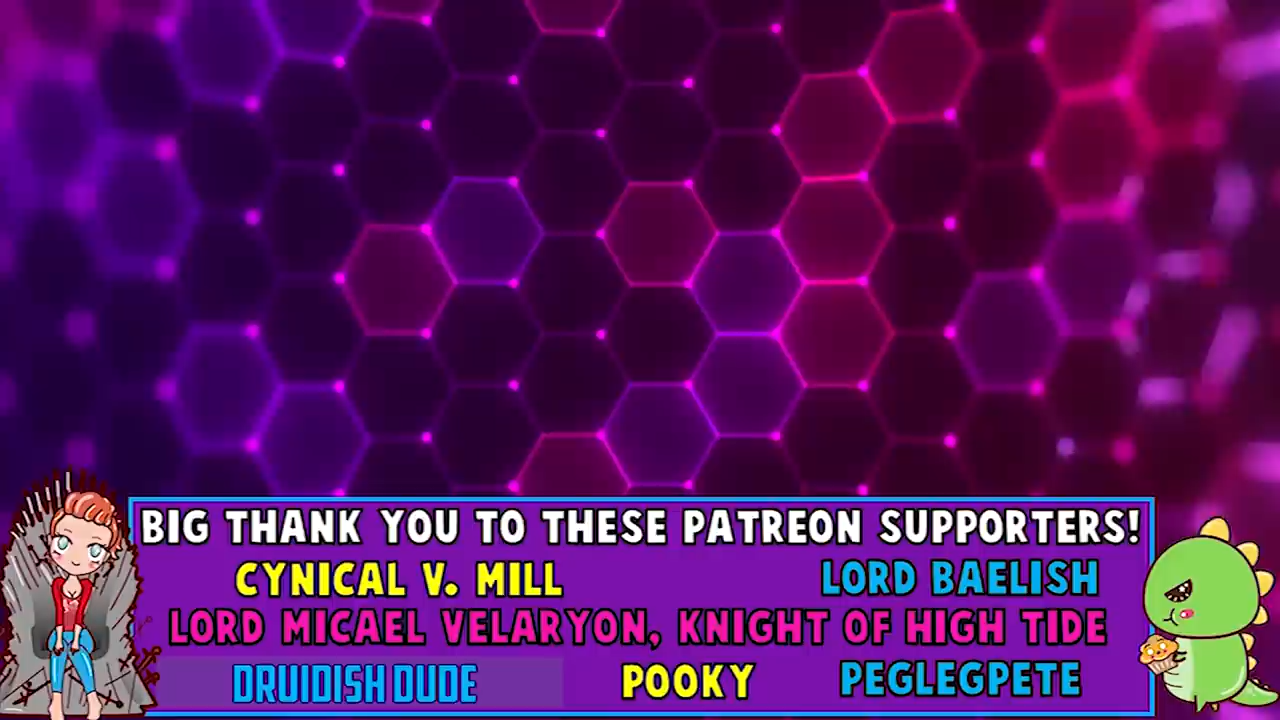 BIG THANK YOU TO THESE PATREON SUPPORTERS!
CYNICAL V. MILL LORD BAELISH
LORD MICAEL VELARYON, KNIGHT OF HIGH TIDE
DRUIDISH DUDE POOKY PEGLEGPETE